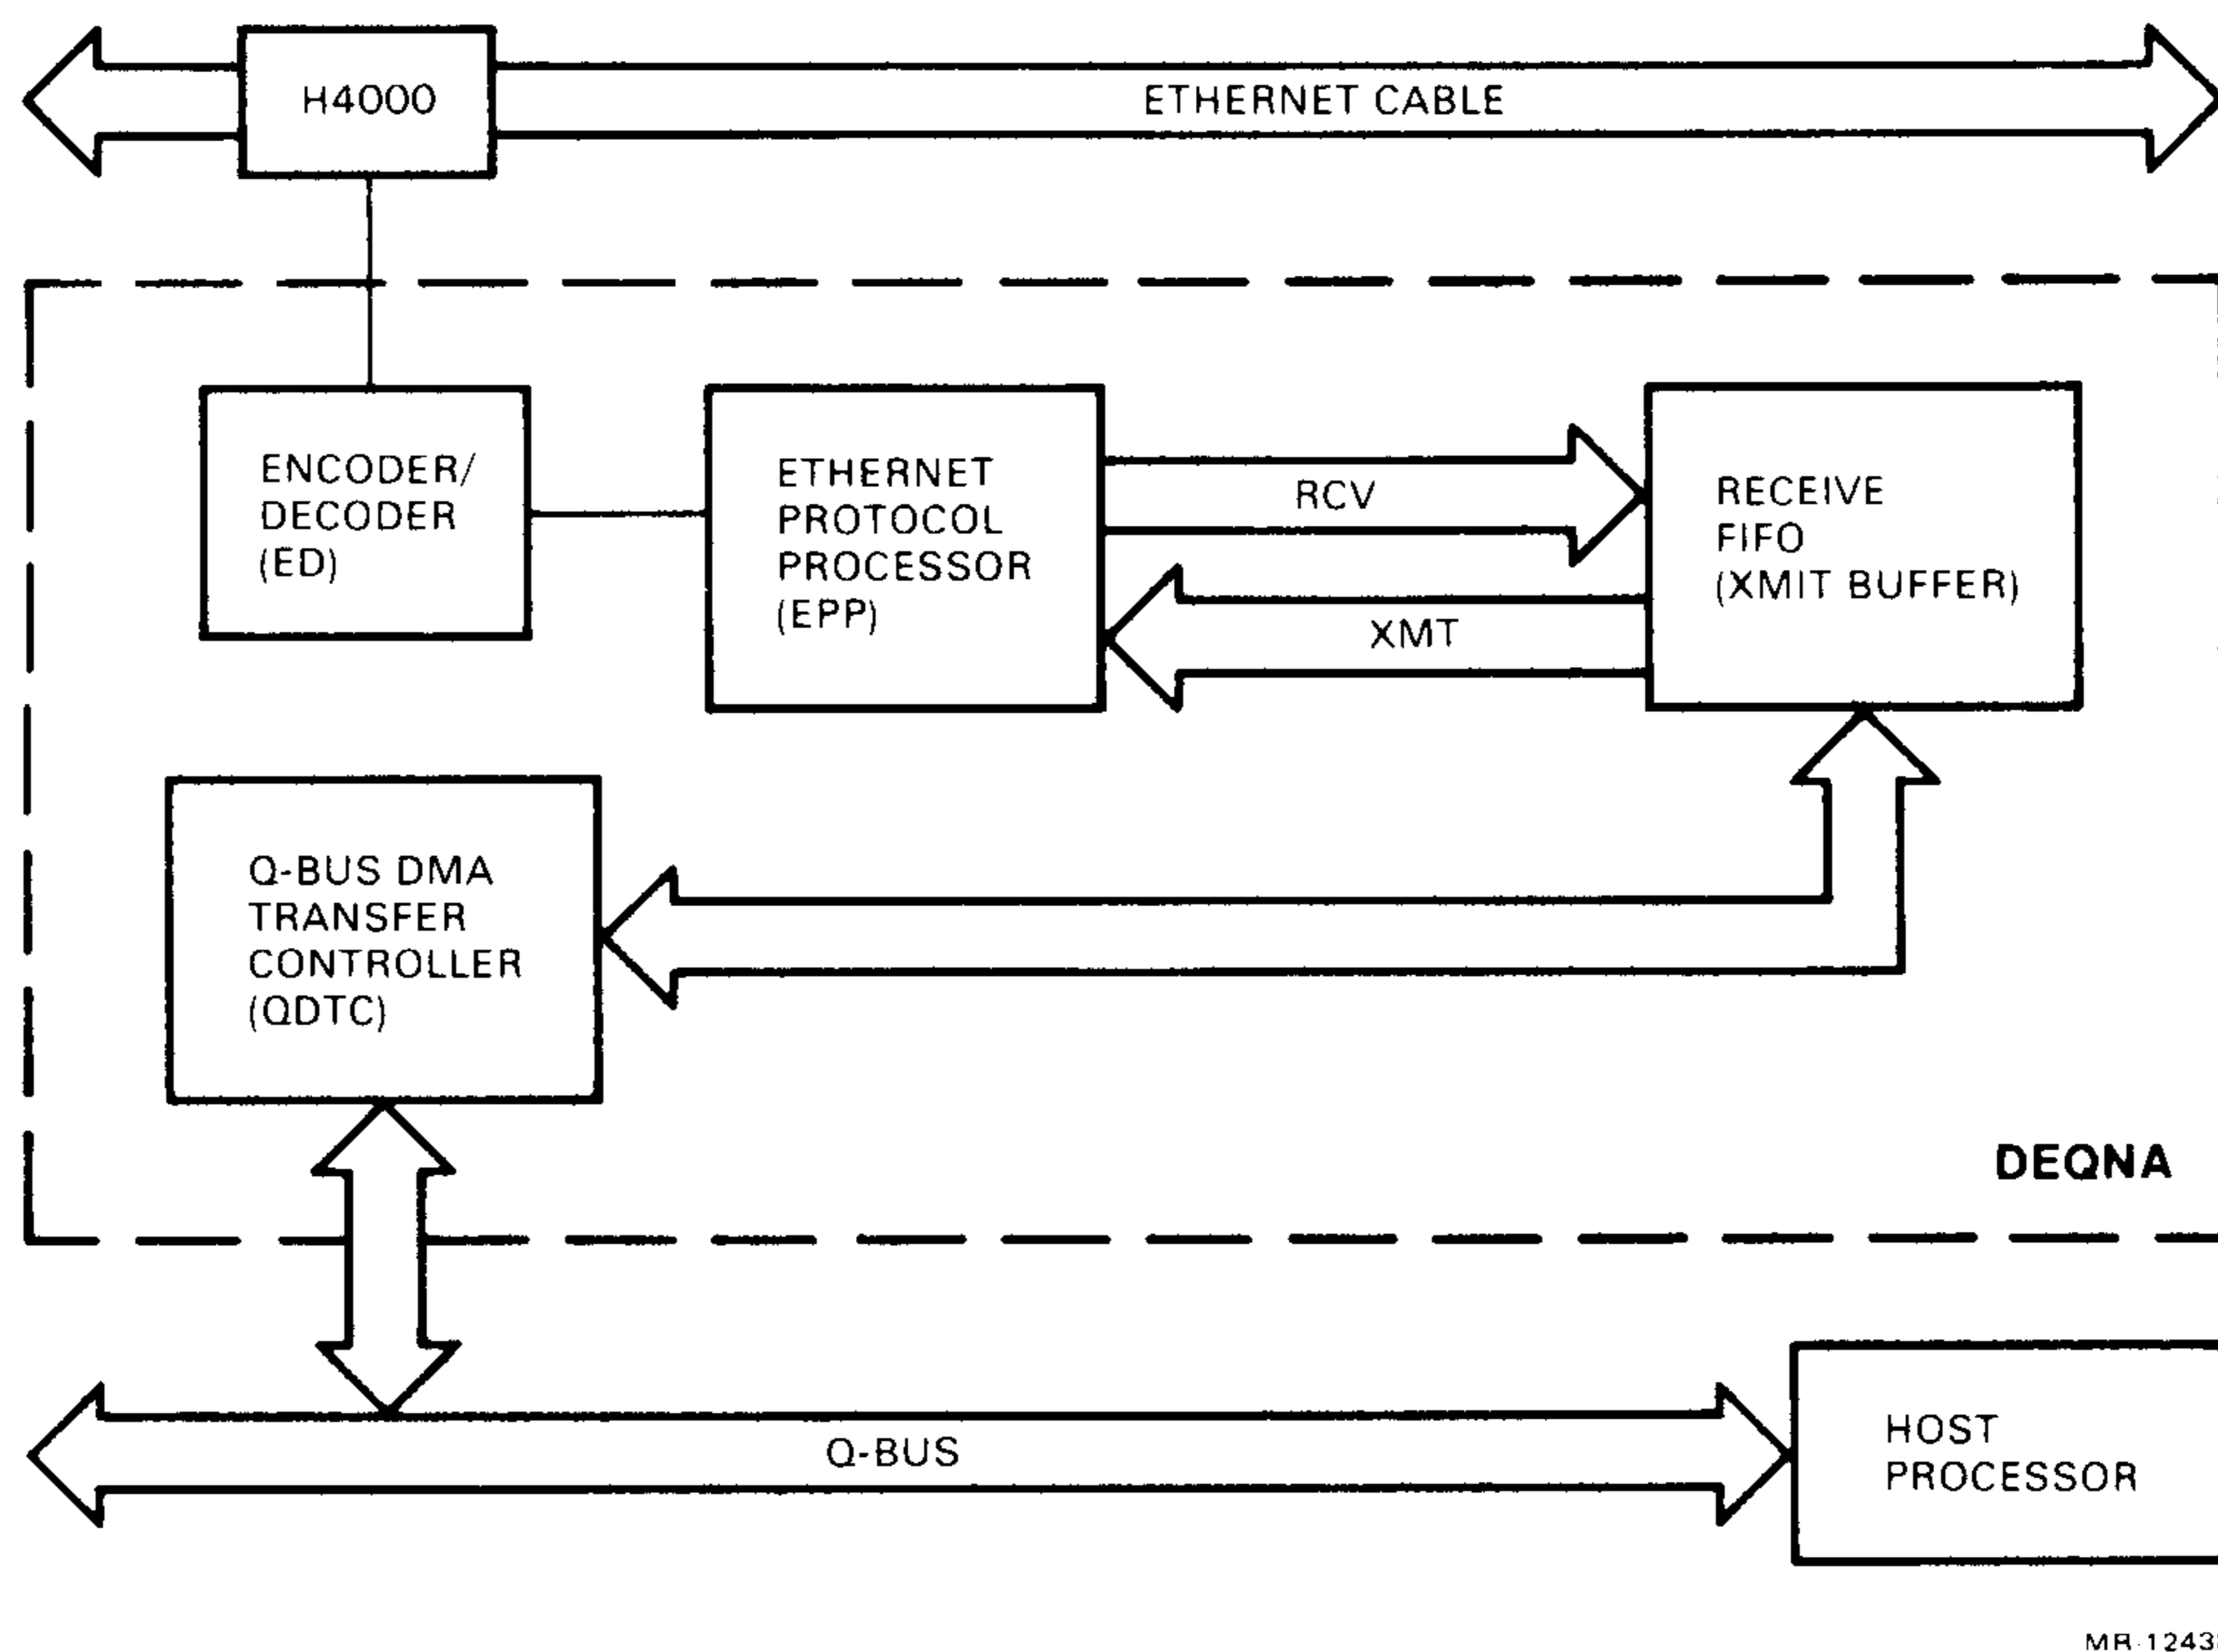 H4000
ETHERNET CABLE
ENCODER/
DECODER
(ED)
ETHERNET
PROTOCOL
PROCESSOR
(EPP)
RCV
XMT
RECEIVE
FIFO
(XMIT BUFFER)
Q-BUS DMA
TRANSFER
CONTROLLER
(QDTC)
DEQNA
Q-BUS
HOST
PROCESSOR